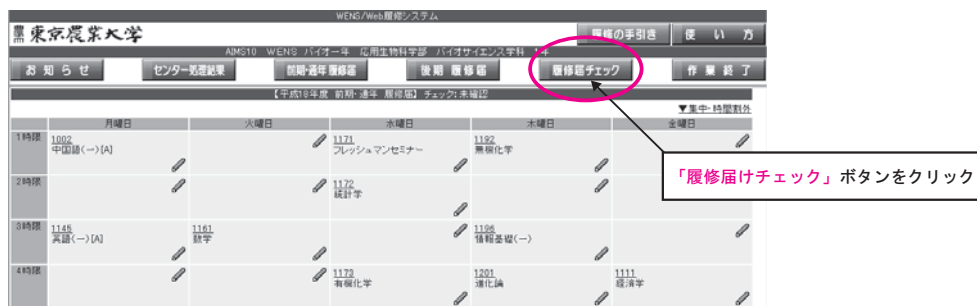 WENS/Web履修システム
東京農業大学
履修の手引き
使い方
AIMS10 WENS バイオ一年 応用生物科学部 バイオサイエンス学科 1年
お知らせ
センター処理結果
前期・通年 履修届
後期 履修届
履修届チェック
作業終了
【平成18年度 前期・通年 履修届】 チェック:未確認
▼集中・時間割外
月曜日
火曜日
水曜日
木曜日
金曜日
1時限
1002
中国語(一)[A]
1171
フレッシュマンセミナー
1192
無機化学
「履修届けチェック」ボタンをクリック
2時限
1172
統計学
3時限
1145
英語(一)[A]
1161
数学
1196
情報基礎(一)
4時限
1173
有機化学
1201
進化論
1111
経済学